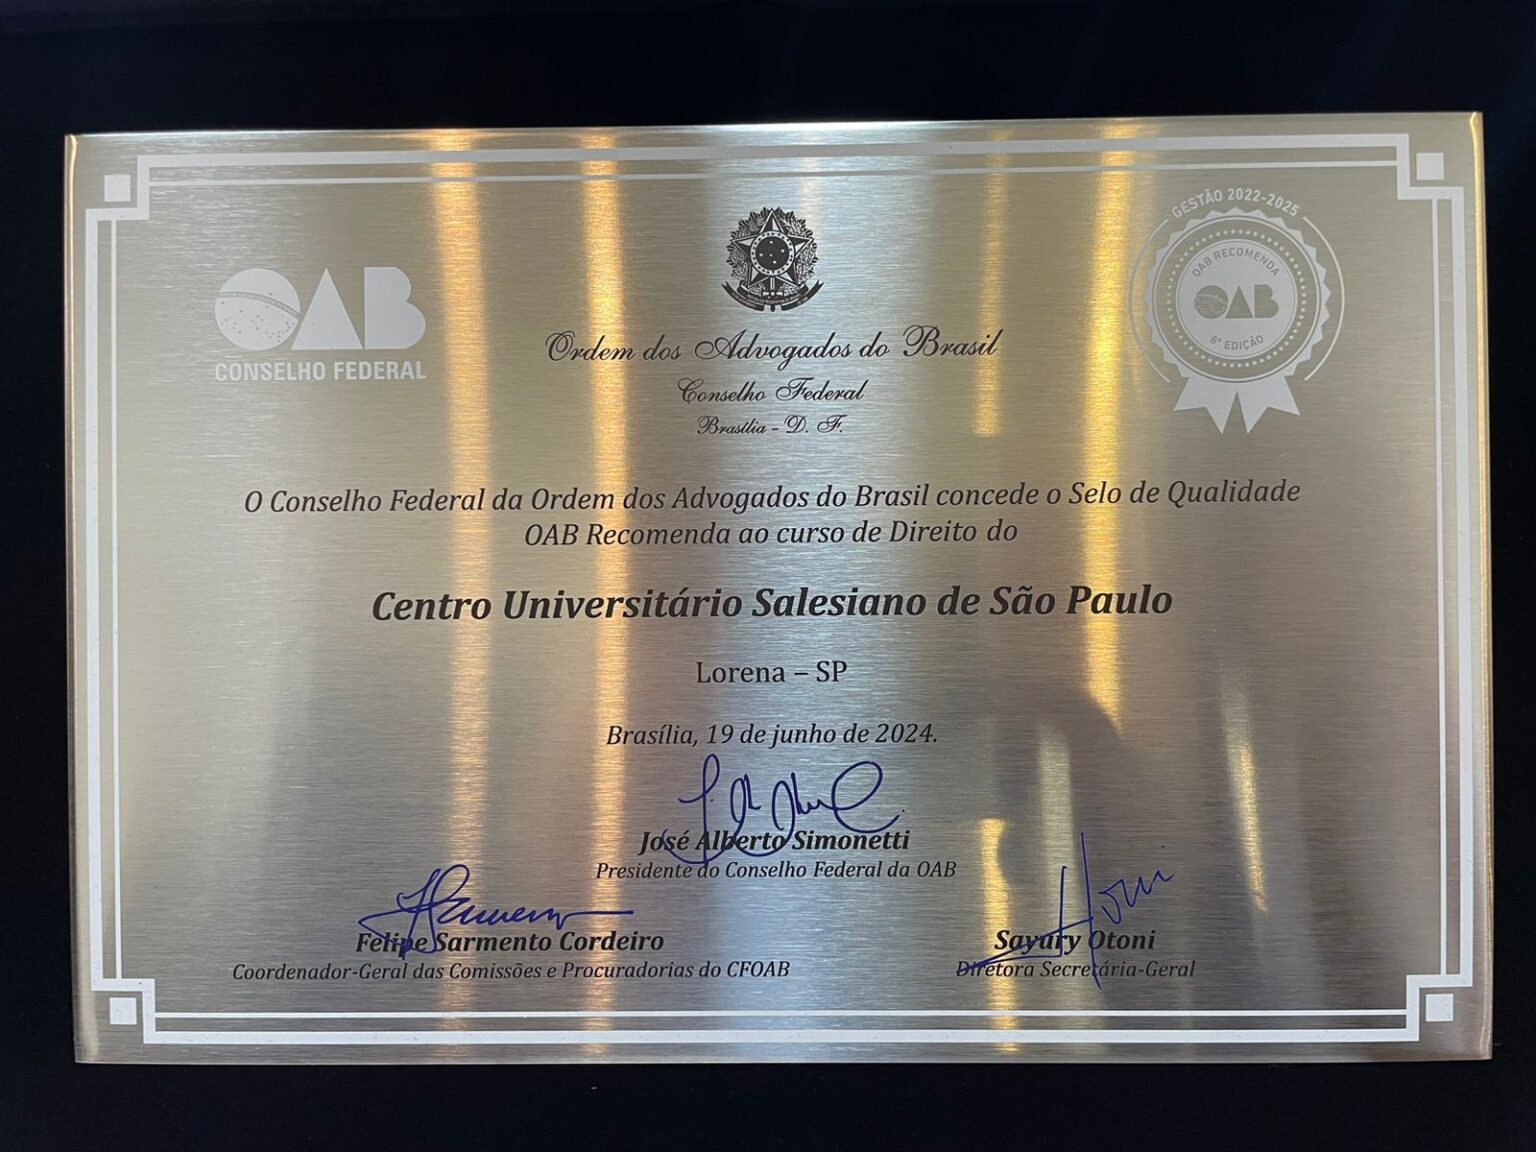 OAB
CONSELHO FEDERAL
GESTÃO 2022-2025
OAB RECOMENDA
OAB
8ª EDIÇÃO
Ordem dos Advogados do Brasil
Conselho Federal
Brasília - D. F.
O Conselho Federal da Ordem dos Advogados do Brasil concede o Selo de Qualidade
OAB Recomenda ao curso de Direito do
Centro Universitário Salesiano de São Paulo
Lorena – SP
Brasília, 19 de junho de 2024.
José Alberto Simonetti
Presidente do Conselho Federal da OAB
Felipe Sarmento Cordeiro
Coordenador-Geral das Comissões e Procuradorias do CFOAB
Sayury Otoni
Diretora Secretária-Geral